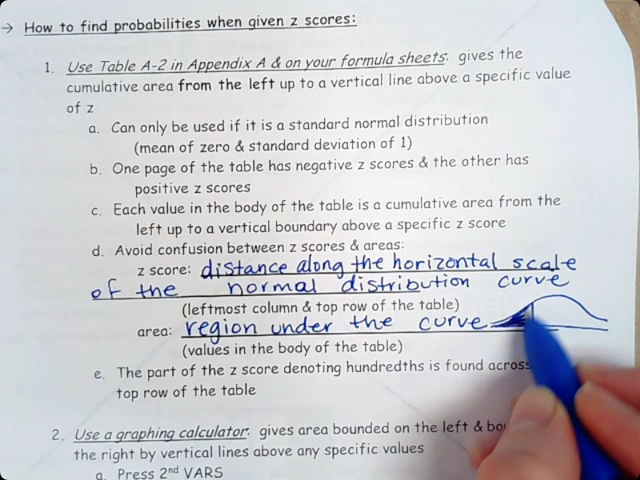 → How to find probabilities when given z scores:
1. Use Table A-2 in Appendix A & on your formula sheets: gives the
cumulative area from the left up to a vertical line above a specific value
of z
a. Can only be used if it is a standard normal distribution
(mean of zero & standard deviation of 1)
b. One page of the table has negative z scores & the other has
positive z scores
c. Each value in the body of the table is a cumulative area from the
left up to a vertical boundary above a specific z score
d. Avoid confusion between z scores & areas:
z score: distance along the horizontal scale
of the normal distribution curve
(leftmost column & top row of the table)
area: region under the curve
(values in the body of the table)
e. The part of the z score denoting hundredths is found across
top row of the table
2. Use a graphing calculator: gives area bounded on the left &
the right by vertical lines above any specific values
a. Press 2nd VARS